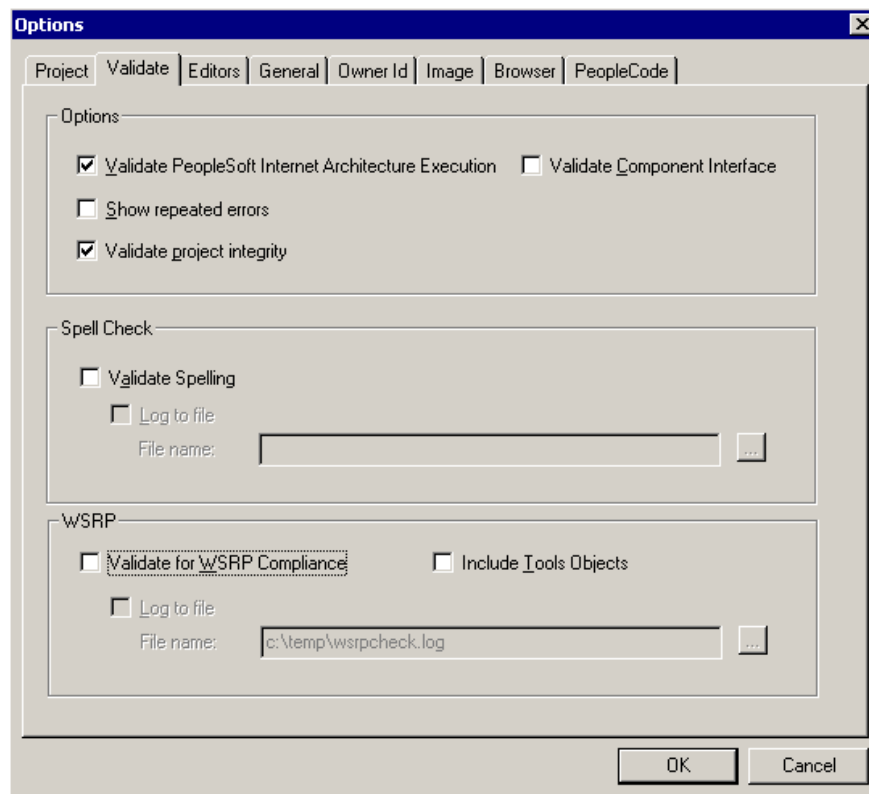 Options
Project Validate Editors General Owner Id Image Browser PeopleCode
Options
Validate PeopleSoft Internet Architecture Execution Validate Component Interface
Show repeated errors
Validate project integrity
Spell Check
Validate Spelling
Log to file
File name: ...
WSRP
Validate for WSRP Compliance Include Tools Objects
Log to file
File name: c:\temp\wsrpcheck.log ...
OK Cancel